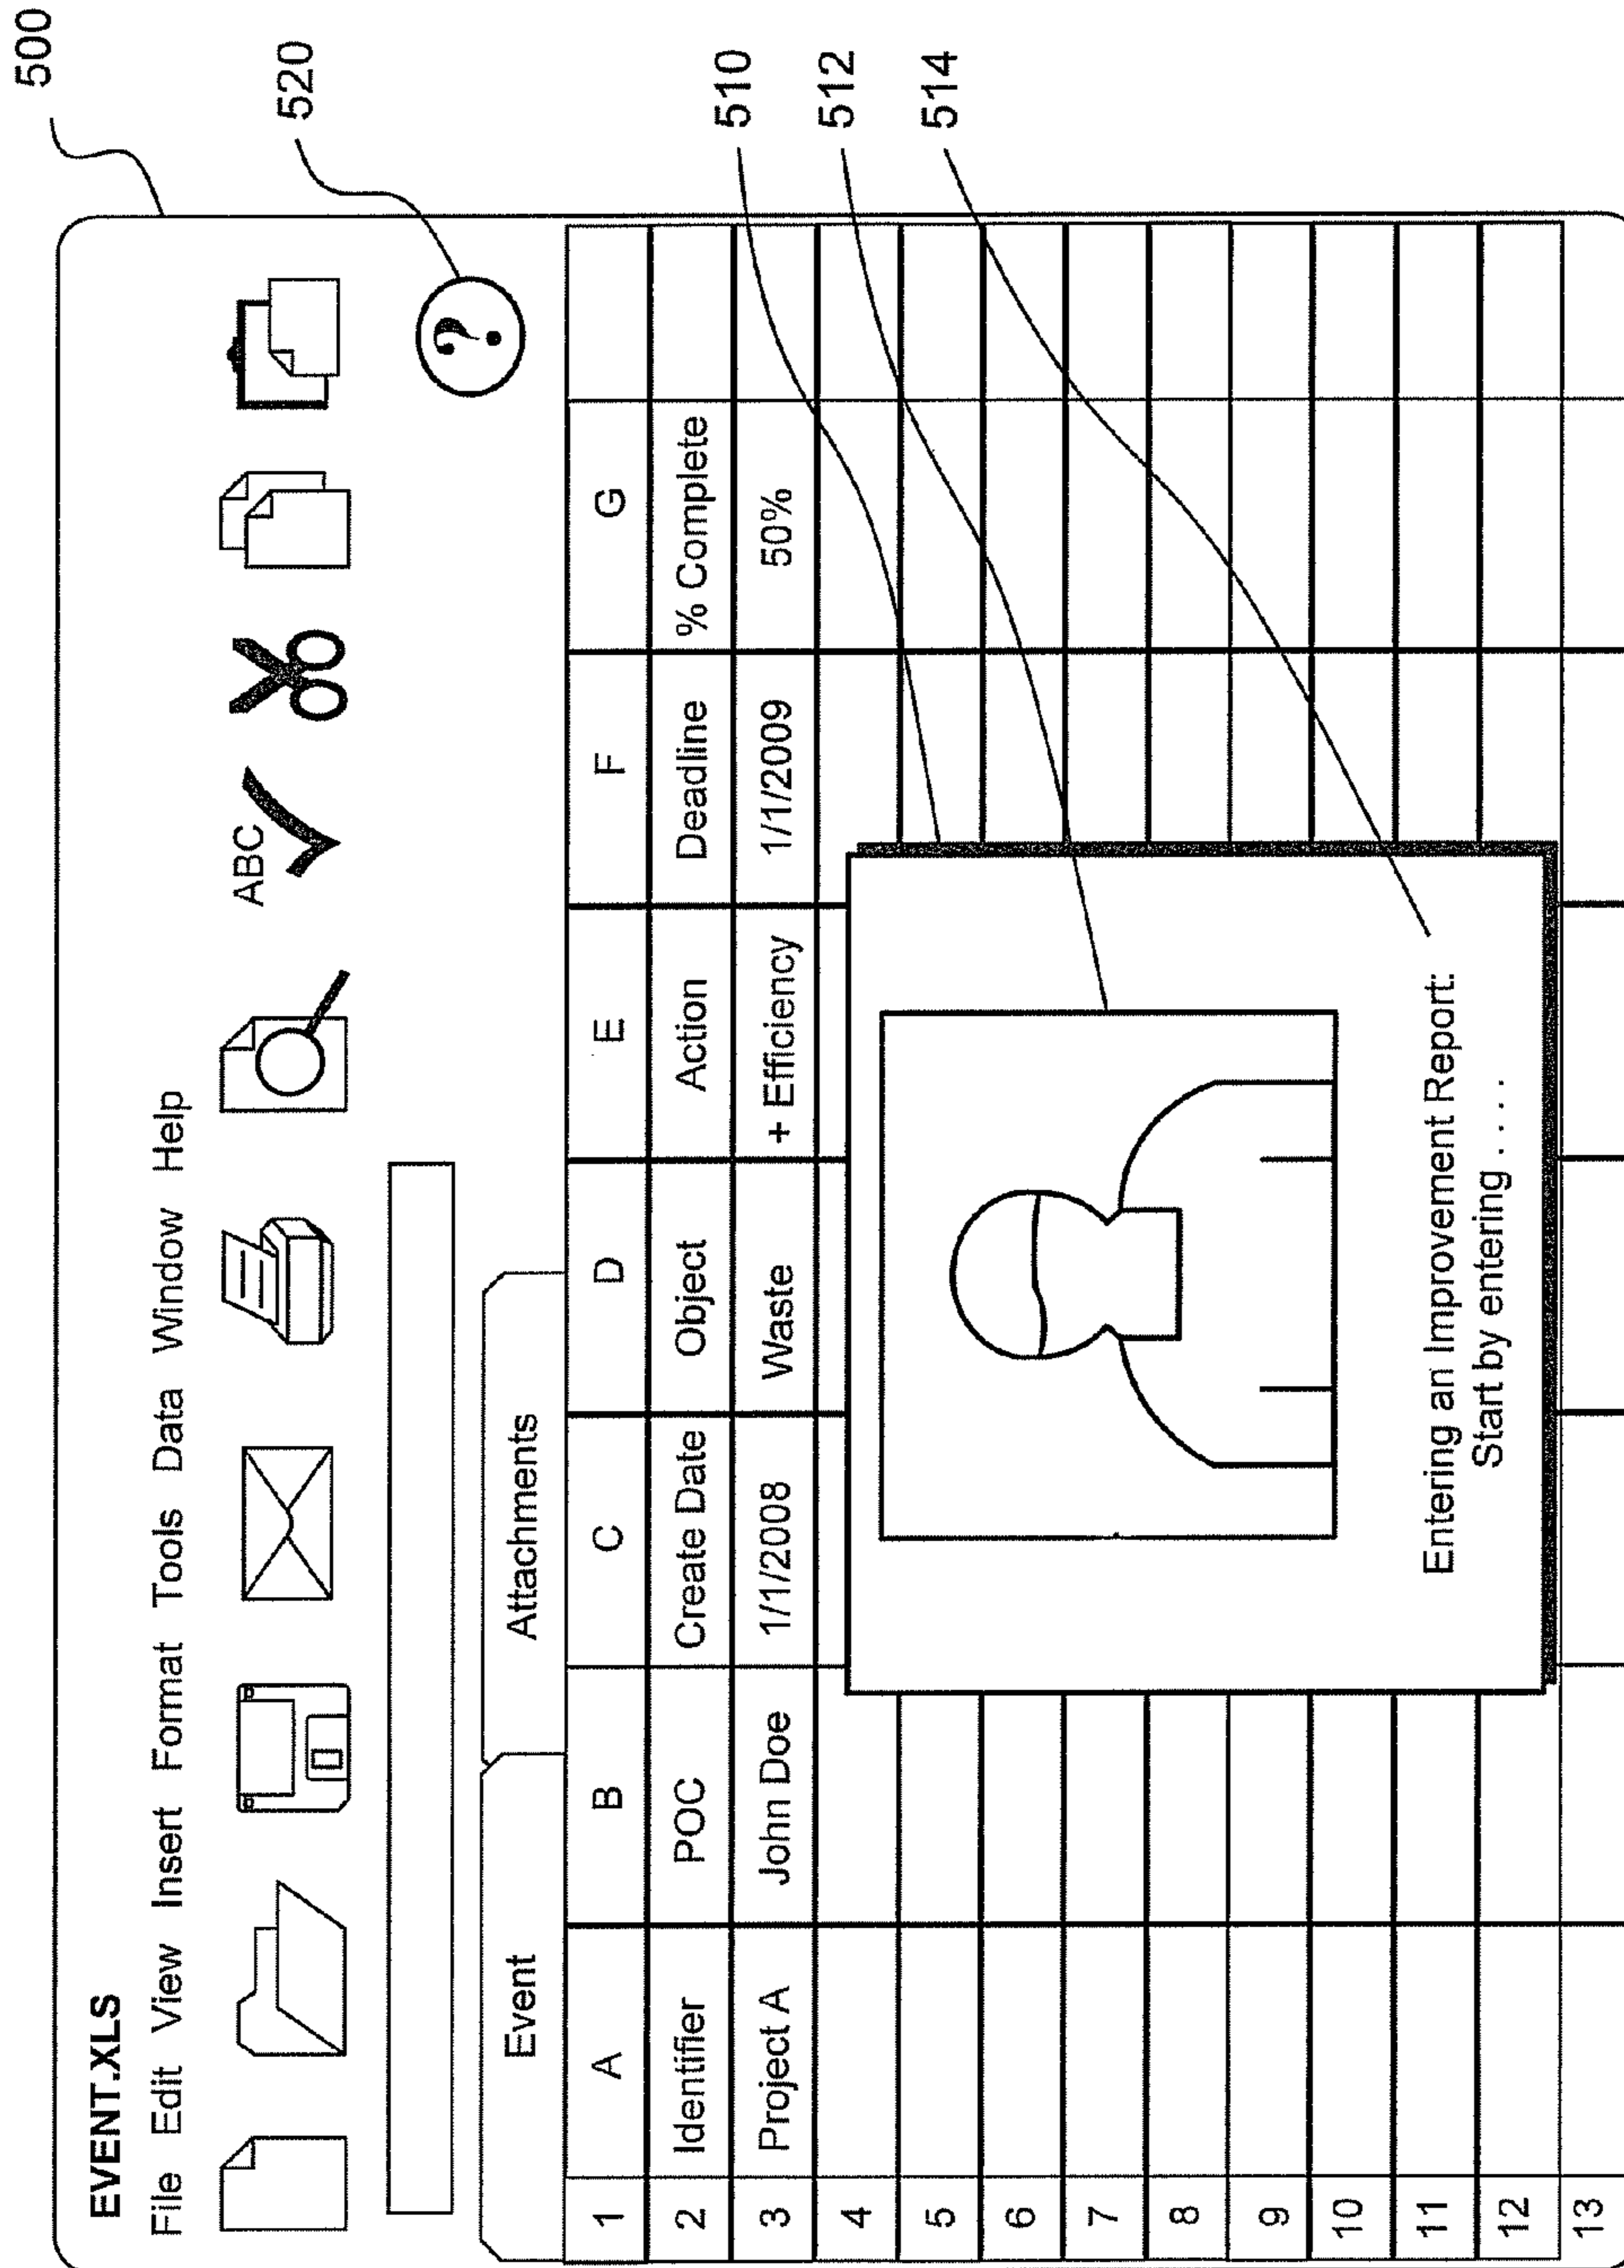 500
EVENT.XLS
File Edit View Insert Format Tools Data Window Help
ABC
520
?
Event Attachments
1 A B C D E F G
2 Identifier POC Create Date Object Action Deadline % Complete
3 Project A John Doe 1/1/2008 Waste + Efficiency 1/1/2009 50%
510
4
512
5
514
6
7
8
9
10
11
Entering an Improvement Report:
12
Start by entering . . . .
13